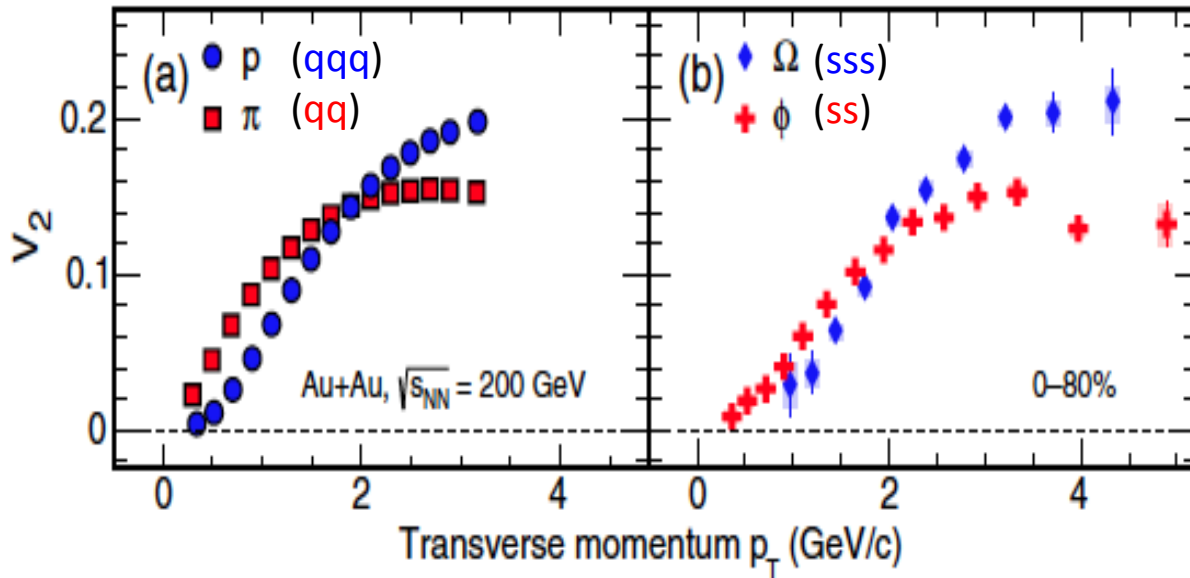 (a) p (qqq)
π (qq)
(b) Ω (sss)
ϕ (ss)
0.2
0.1
0
v2
Au+Au, √sNN = 200 GeV
0–80%
0 2 4 0 2 4
Transverse momentum pT (GeV/c)